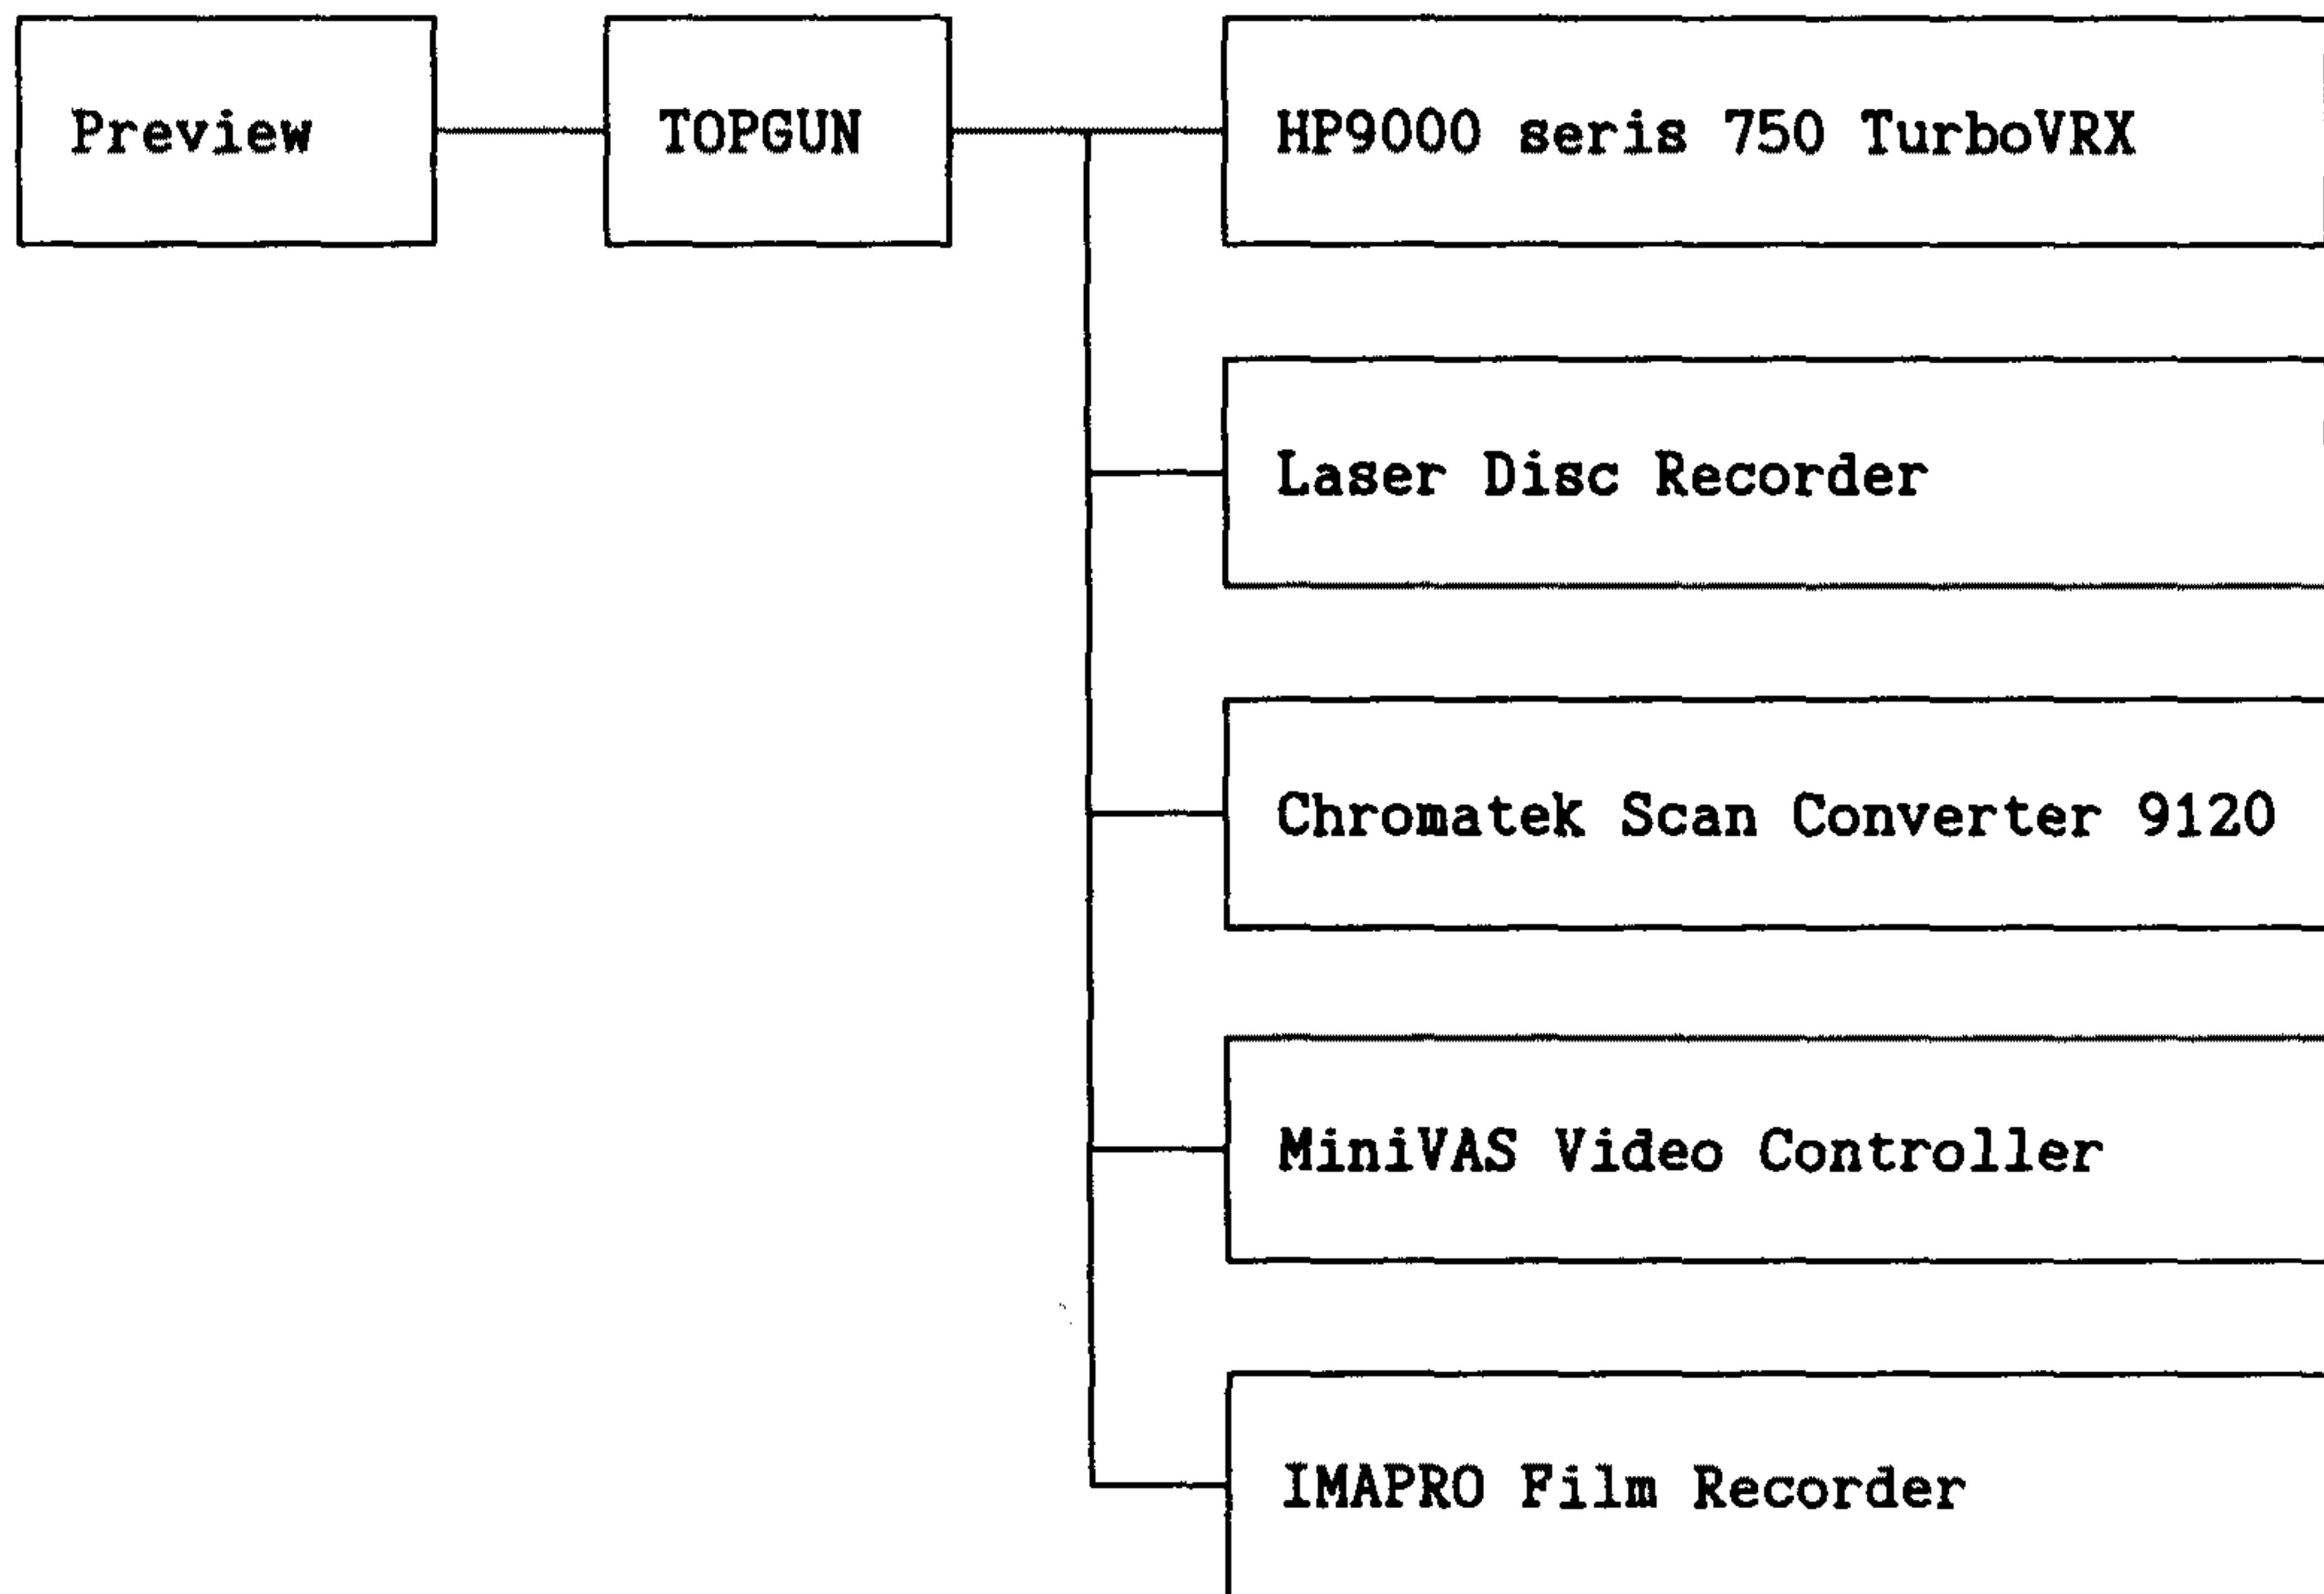 Preview
TOPGUN
HP9000 seris 750 TurboVRX
Laser Disc Recorder
Chromatek Scan Converter 9120
MiniVAS Video Controller
IMAPRO Film Recorder